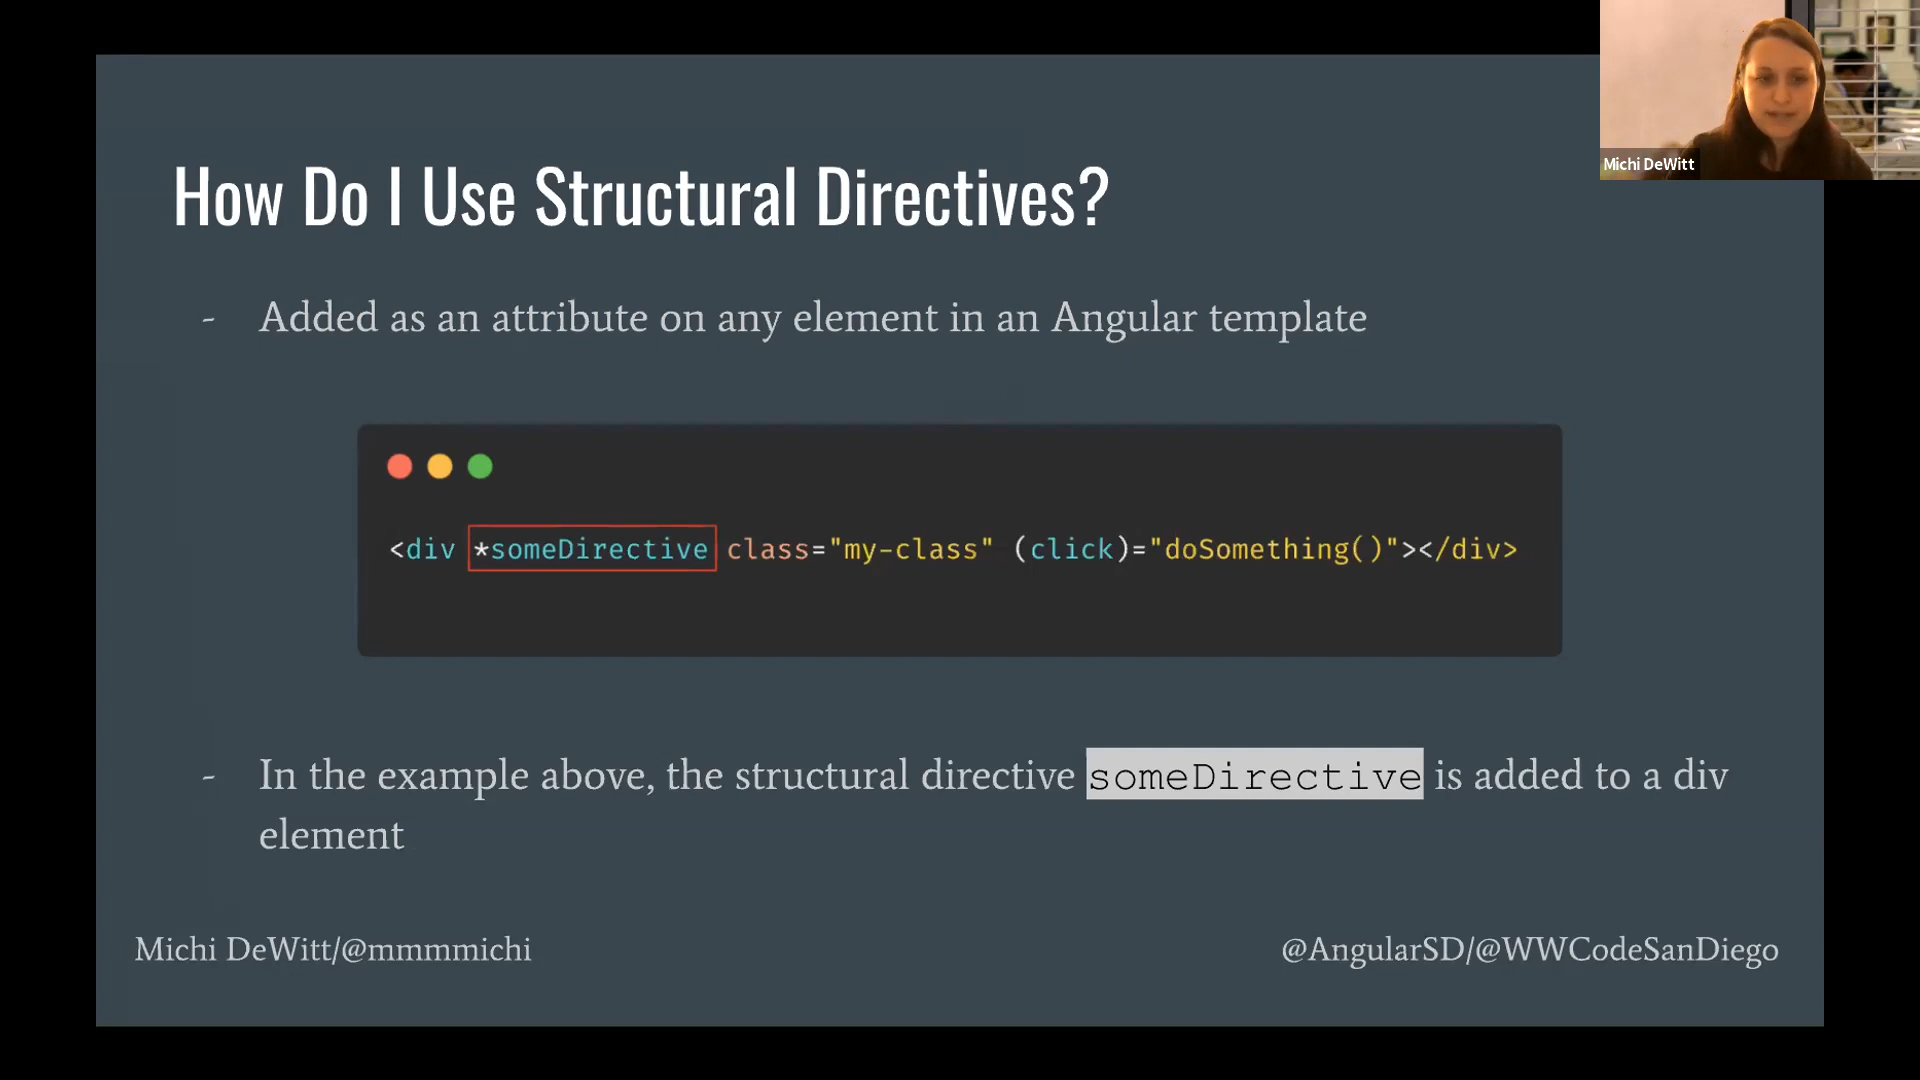 Michi DeWitt
How Do I Use Structural Directives?
- Added as an attribute on any element in an Angular template
<div *someDirective class="my-class" (click)="doSomething()"></div>
- In the example above, the structural directive someDirective is added to a div
element
Michi DeWitt/@mmmmichi
@AngularSD/@WWCodeSanDiego